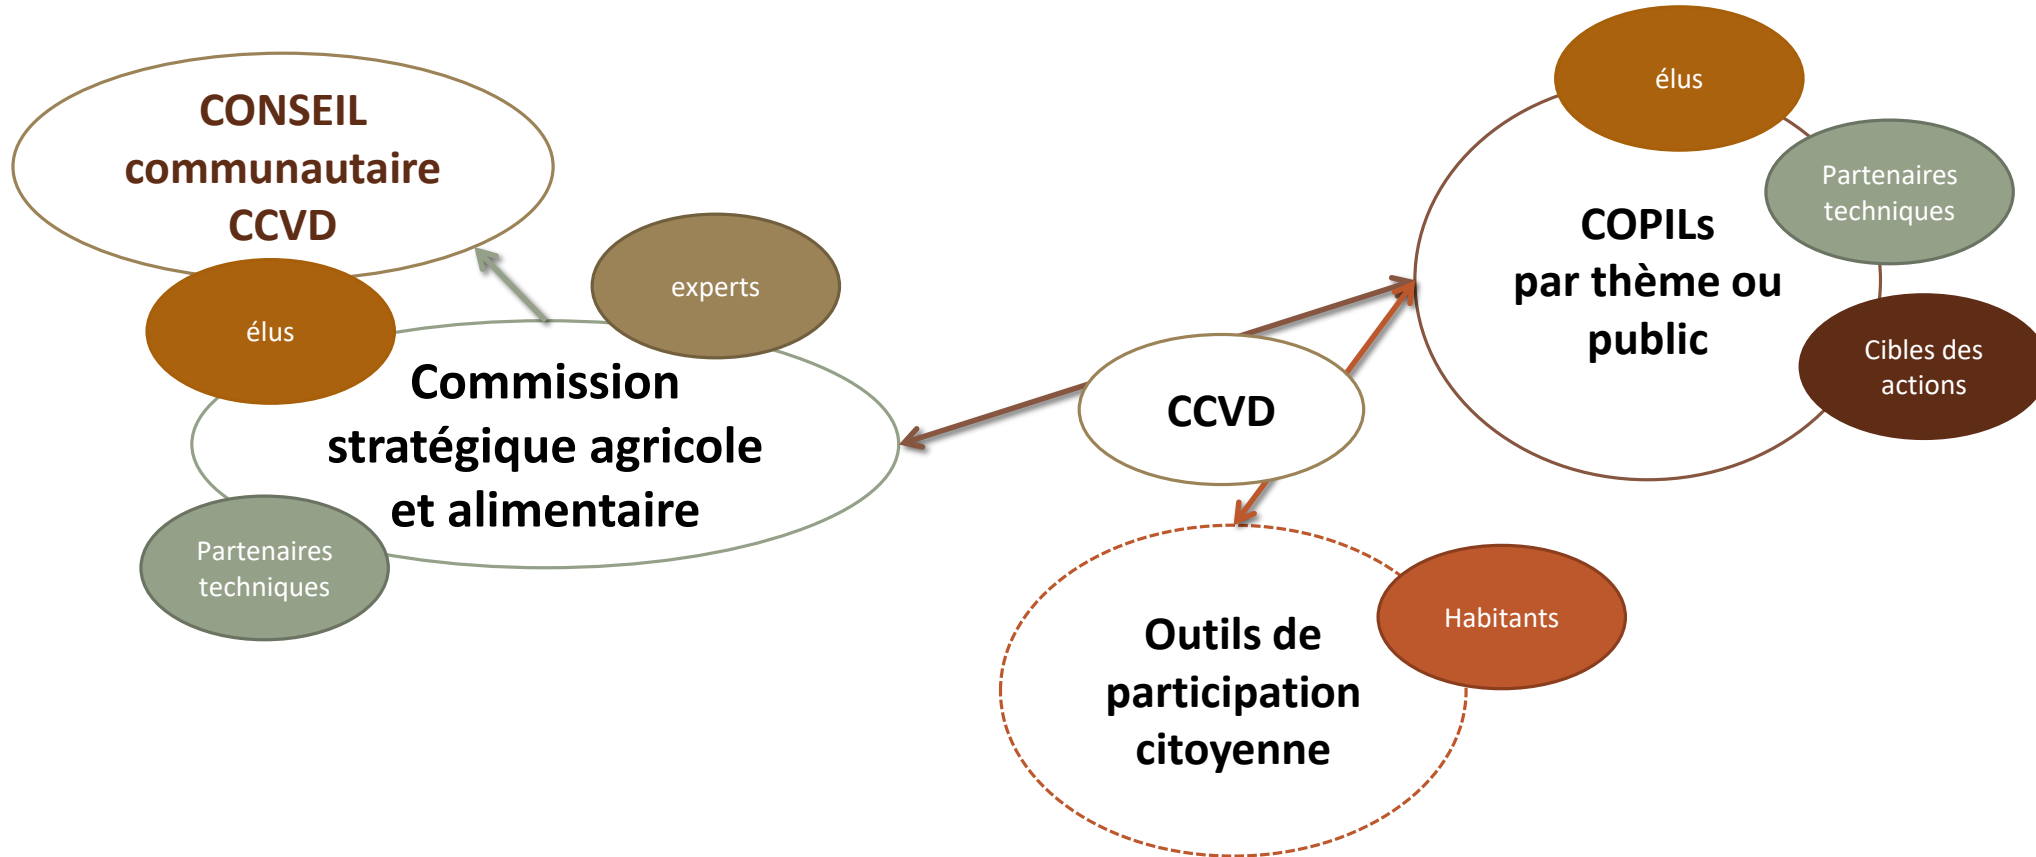 CONSEIL
communautaire
CCVD
élus
experts
Commission
stratégique agricole
et alimentaire
Partenaires
techniques
CCVD
élus
Partenaires
techniques
COPILs
par thème ou
public
Cibles des
actions
Outils de
participation
citoyenne
Habitants